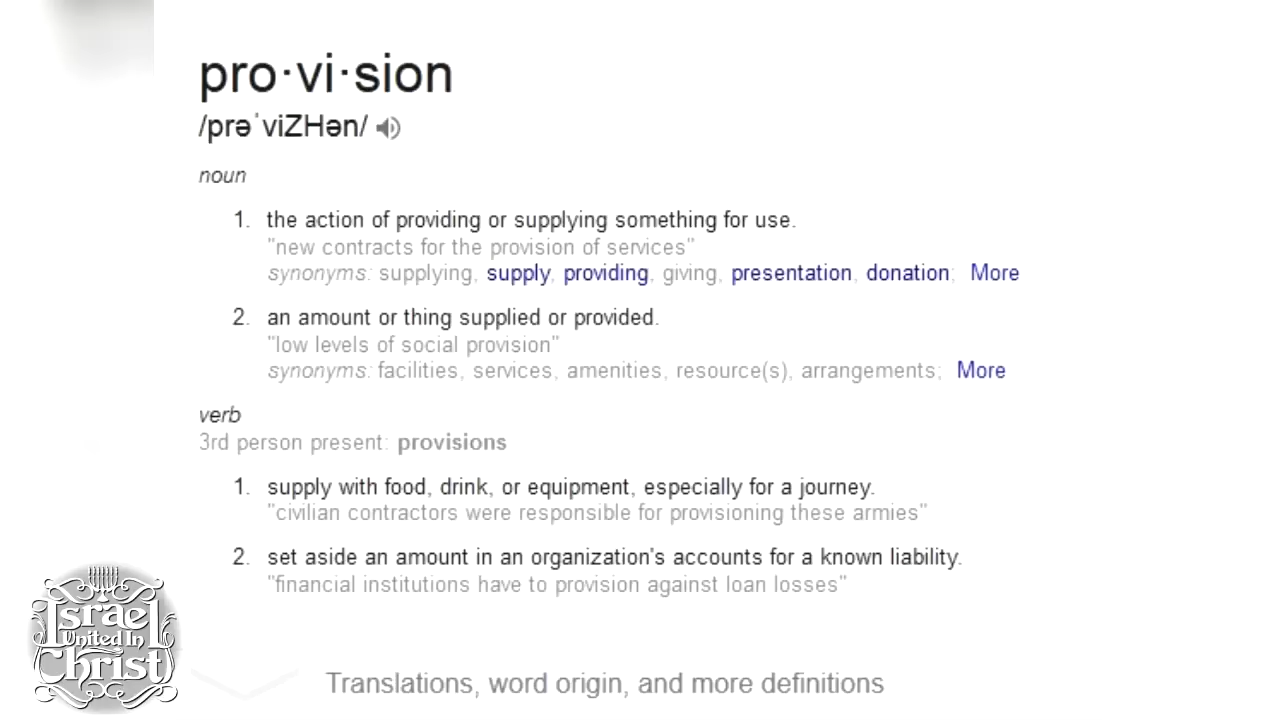 pro·vi·sion
/prəˈviZHən/
noun
1. the action of providing or supplying something for use.
"new contracts for the provision of services"
synonyms: supplying, supply, providing, giving, presentation, donation; More
2. an amount or thing supplied or provided.
"low levels of social provision"
synonyms: facilities, services, amenities, resource(s), arrangements; More
verb
3rd person present: provisions
1. supply with food, drink, or equipment, especially for a journey.
"civilian contractors were responsible for provisioning these armies"
2. set aside an amount in an organization's accounts for a known liability.
"financial institutions have to provision against loan losses"
Israel
United In
Christ
Translations, word origin, and more definitions